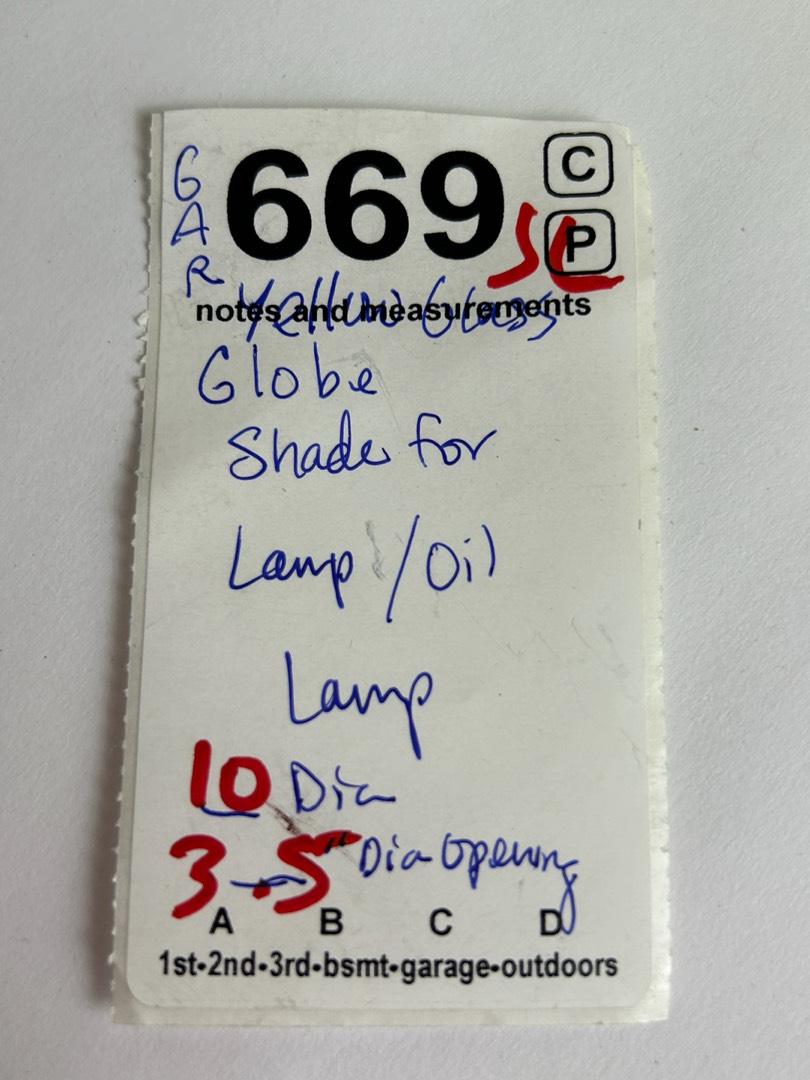 GAR
669
C
SL
P
notes and measurements
Yellow Glass
Globe
Shade for
Lamp / Oil
Lamp
10 Dia
3.5" Dia Opening
A B C D
1st-2nd-3rd-bsmt-garage-outdoors